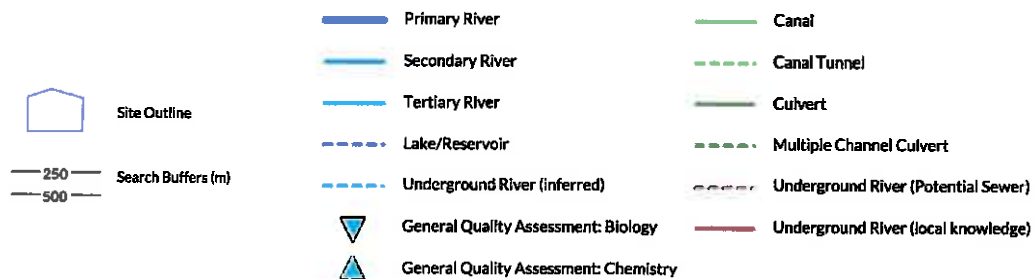 Site Outline
250
500
Search Buffers (m)
Primary River
Secondary River
Tertiary River
Lake/Reservoir
Underground River (inferred)
General Quality Assessment: Biology
General Quality Assessment: Chemistry
Canal
Canal Tunnel
Culvert
Multiple Channel Culvert
Underground River (Potential Sewer)
Underground River (local knowledge)